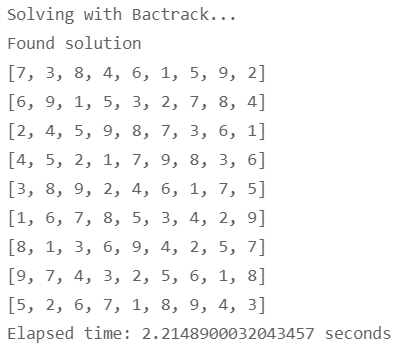 Solving with Bactrack...
Found solution
[7, 3, 8, 4, 6, 1, 5, 9, 2]
[6, 9, 1, 5, 3, 2, 7, 8, 4]
[2, 4, 5, 9, 8, 7, 3, 6, 1]
[4, 5, 2, 1, 7, 9, 8, 3, 6]
[3, 8, 9, 2, 4, 6, 1, 7, 5]
[1, 6, 7, 8, 5, 3, 4, 2, 9]
[8, 1, 3, 6, 9, 4, 2, 5, 7]
[9, 7, 4, 3, 2, 5, 6, 1, 8]
[5, 2, 6, 7, 1, 8, 9, 4, 3]
Elapsed time: 2.2148900032043457 seconds